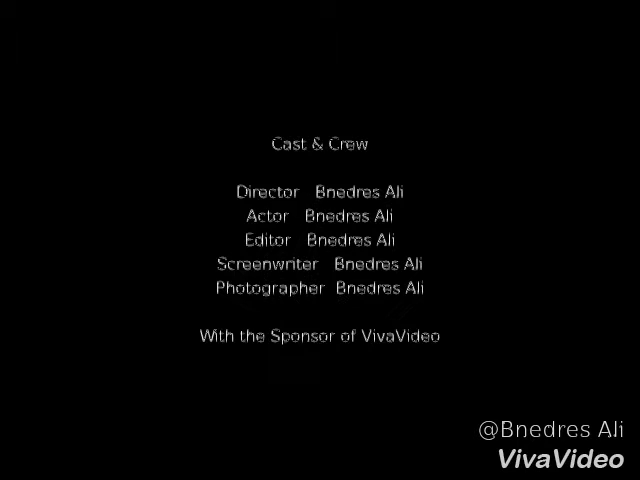 Cast & Crew
Director Bnedres Ali
Actor Bnedres Ali
Editor Bnedres Ali
Screenwriter Bnedres Ali
Photographer Bnedres Ali
With the Sponsor of VivaVideo
@Bnedres Ali
VivaVideo